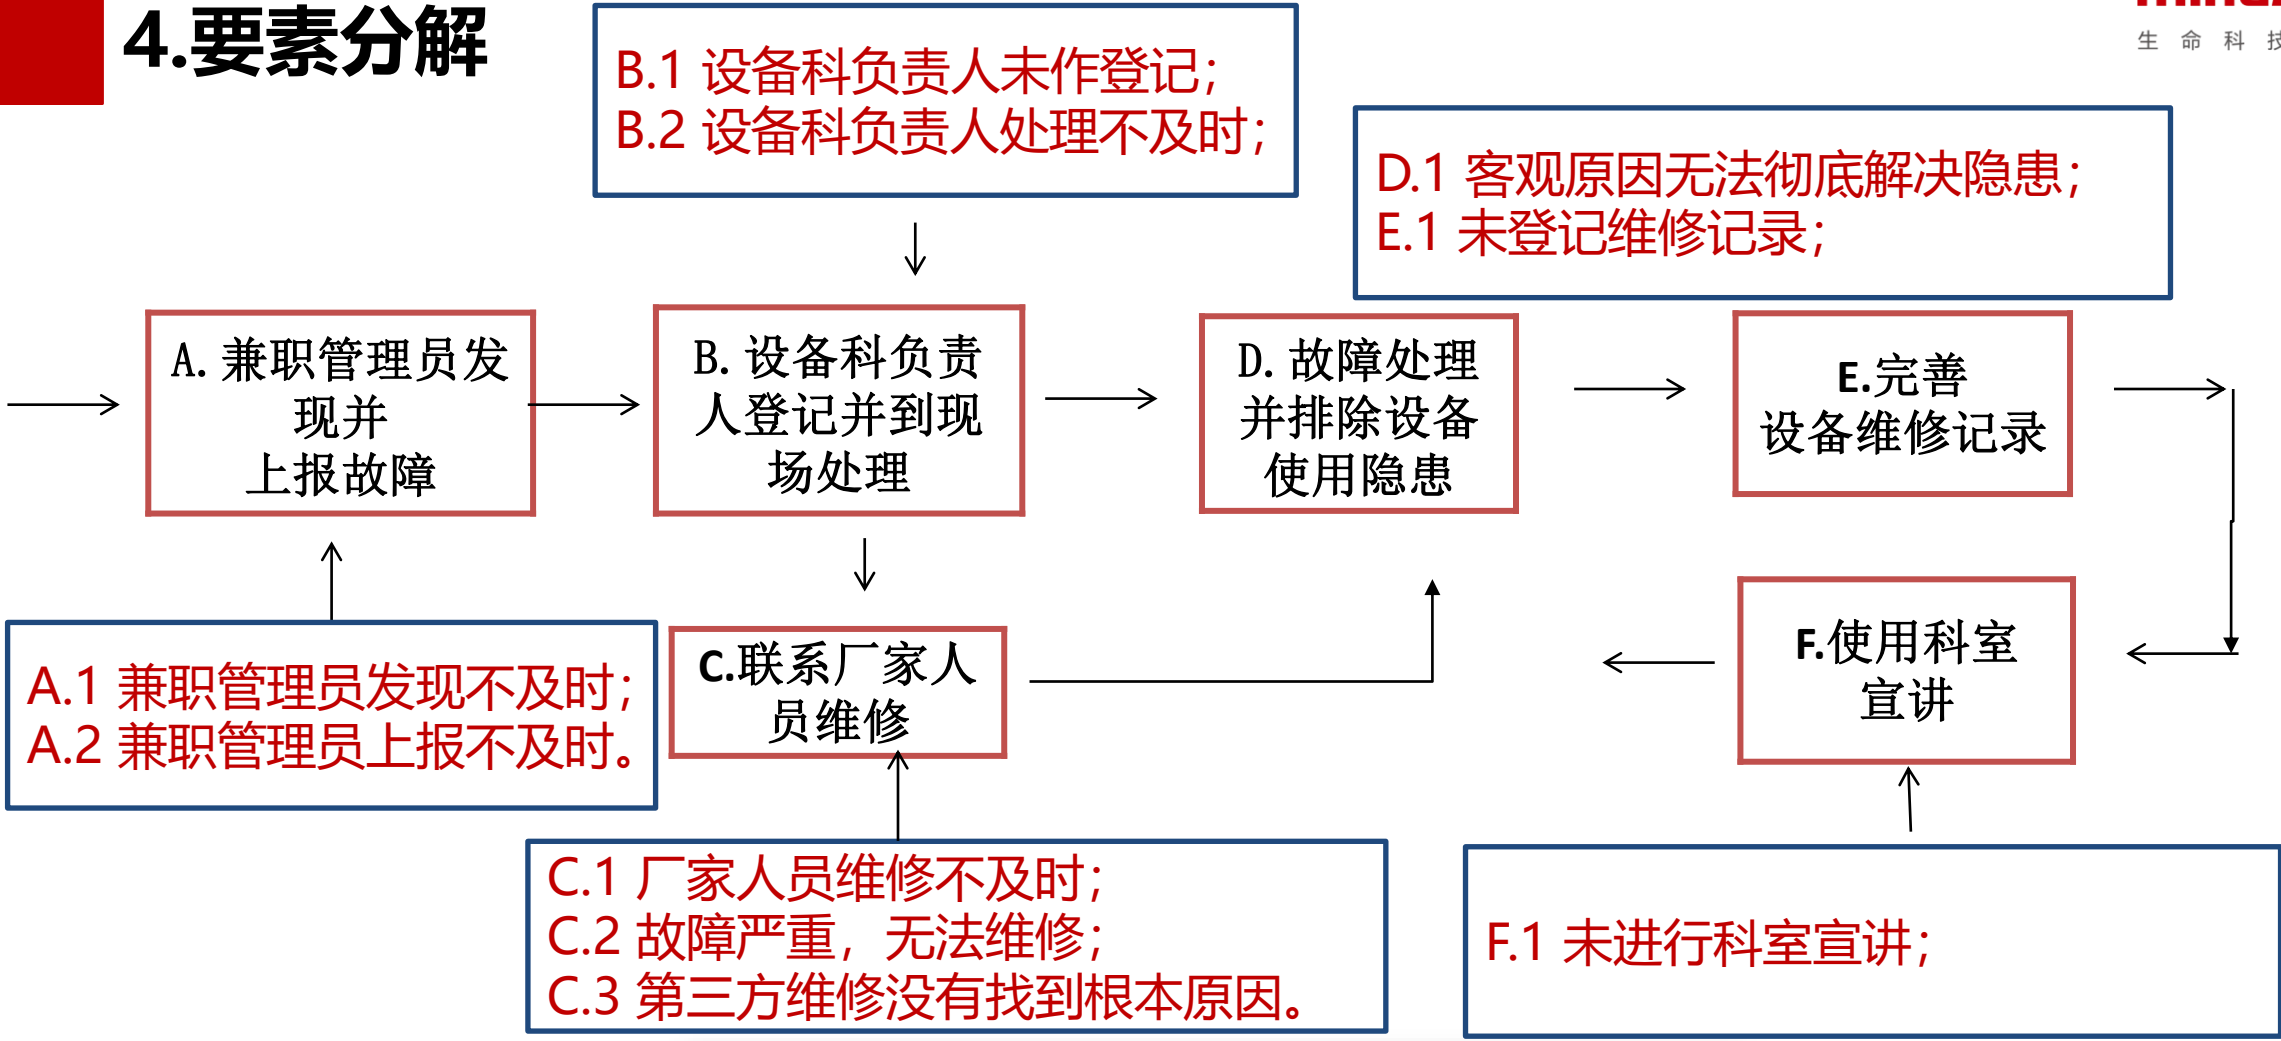 4.要素分解
生 命 科
B.1 设备科负责人未作登记；
B.2 设备科负责人处理不及时；
D.1 客观原因无法彻底解决隐患；
E.1 未登记维修记录；
A. 兼职管理员发
现并
上报故障
B. 设备科负责
人登记并到现
场处理
D. 故障处理
并排除设备
使用隐患
E.完善
设备维修记录
A.1 兼职管理员发现不及时；
A.2 兼职管理员上报不及时。
C.联系厂家人
员维修
F.使用科室
宣讲
C.1 厂家人员维修不及时；
C.2 故障严重，无法维修；
C.3 第三方维修没有找到根本原因。
F.1 未进行科室宣讲；